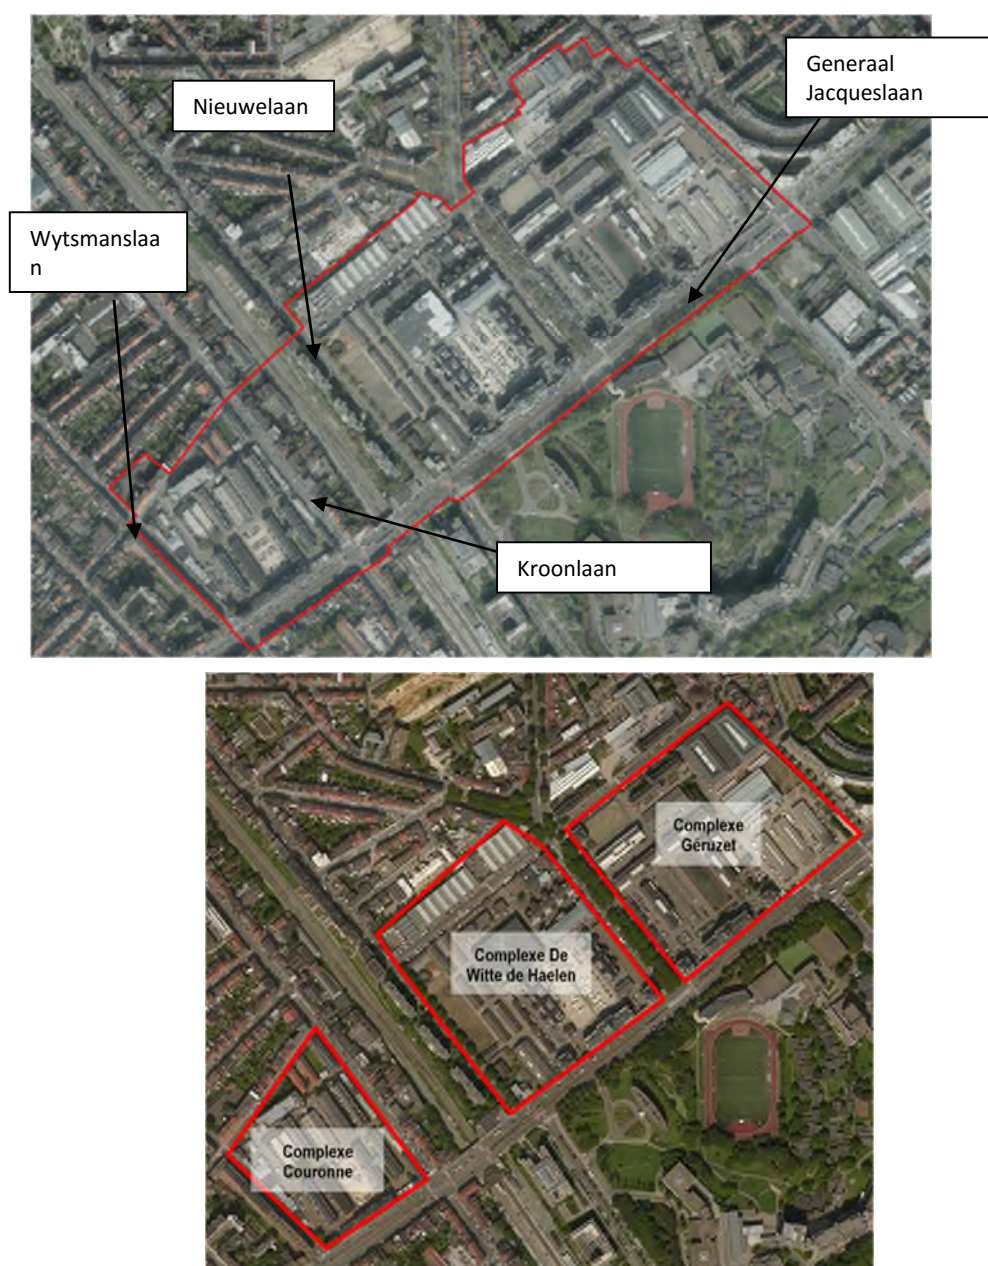 Generaal
Jacqueslaan
Nieuwelaan
Wytsmanslaa
n
Kroonlaan
Complexe
Géruzet
Complexe De
Witte de Haelen
Complexe
Couronne